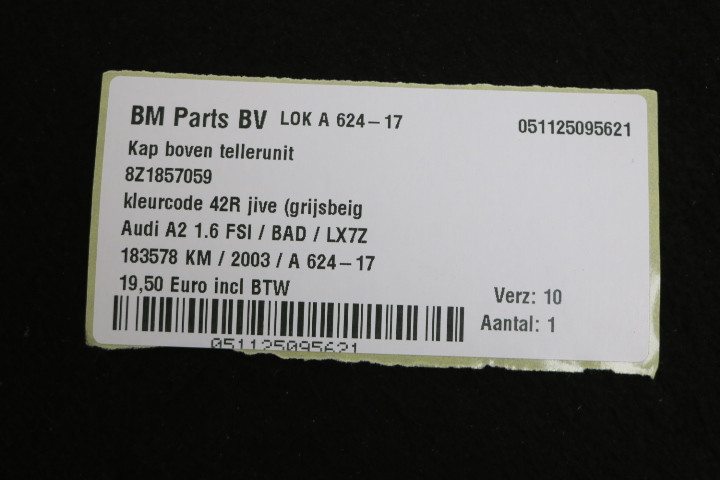 BM Parts BV LOK A 624-17 051125095621
Kap boven tellerunit
8Z1857059
kleurcode 42R jive (grijsbeig
Audi A2 1.6 FSI / BAD / LX7Z
183578 KM / 2003 / A 624-17
19,50 Euro incl BTW
Verz: 10
Aantal: 1
051125095621